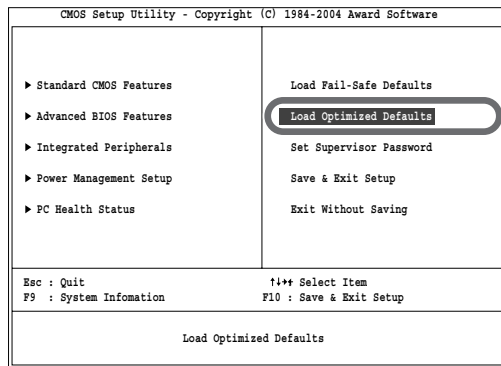 CMOS Setup Utility - Copyright (C) 1984-2004 Award Software
▶ Standard CMOS Features
▶ Advanced BIOS Features
▶ Integrated Peripherals
▶ Power Management Setup
▶ PC Health Status
Load Fail-Safe Defaults
Load Optimized Defaults
Set Supervisor Password
Save & Exit Setup
Exit Without Saving
Esc : Quit
F9 : System Infomation
↑↓→← Select Item
F10 : Save & Exit Setup
Load Optimized Defaults